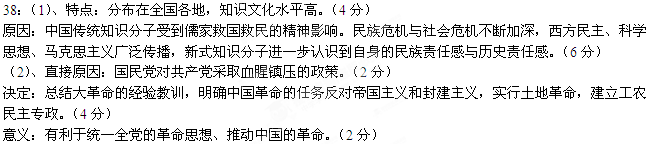 38:（1）、特点：分布在全国各地，知识文化水平高。（4 分）
原因：中国传统知识分子受到儒家救国救民的精神影响。民族危机与社会危机不断加深，西方民主、科学
思想、马克思主义广泛传播，新式知识分子进一步认识到自身的民族责任感与历史责任感。（6 分）
（2）、直接原因：国民党对共产党采取血腥镇压的政策。（2 分）
决定：总结大革命的经验教训，明确中国革命的任务反对帝国主义和封建主义，实行土地革命，建立工农
民主专政。（4 分）
意义：有利于统一全党的革命思想、推动中国的革命。（2 分）